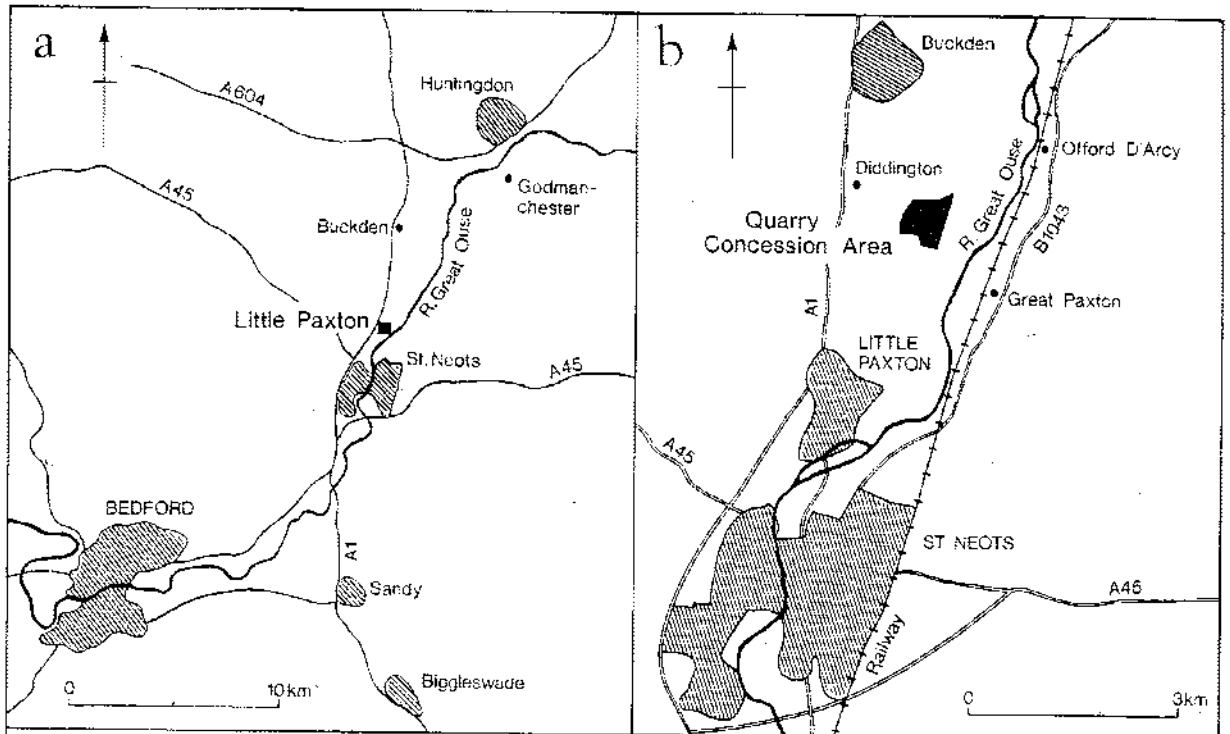 a
Huntingdon
A604
A45
Godman-
chester
Buckden
R. Great Ouse
Little Paxton
St. Neots
A45
BEDFORD
A1
Sandy
Biggleswade
0 10km
b
Buckden
Offord D'Arcy
Diddington
R. Great Ouse
Quarry
Concession Area
B1043
Great Paxton
A1
LITTLE
PAXTON
A45
ST NEOTS
A45
Railway
0 3km